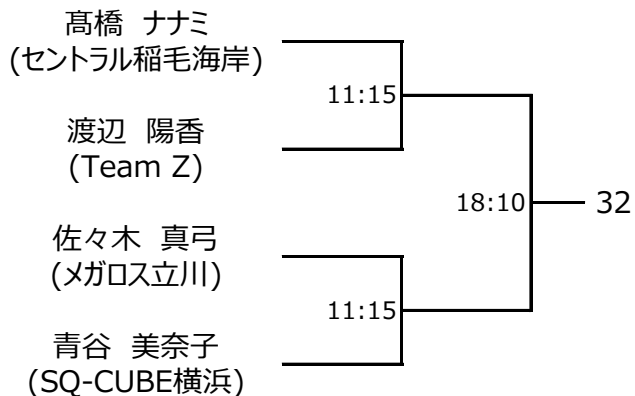 髙橋　ナナミ
(セントラル稲毛海岸)
11:15
渡辺　陽香
(Team Z)
18:10
32
佐々木　真弓
(メガロス立川)
11:15
青谷　美奈子
(SQ-CUBE横浜)